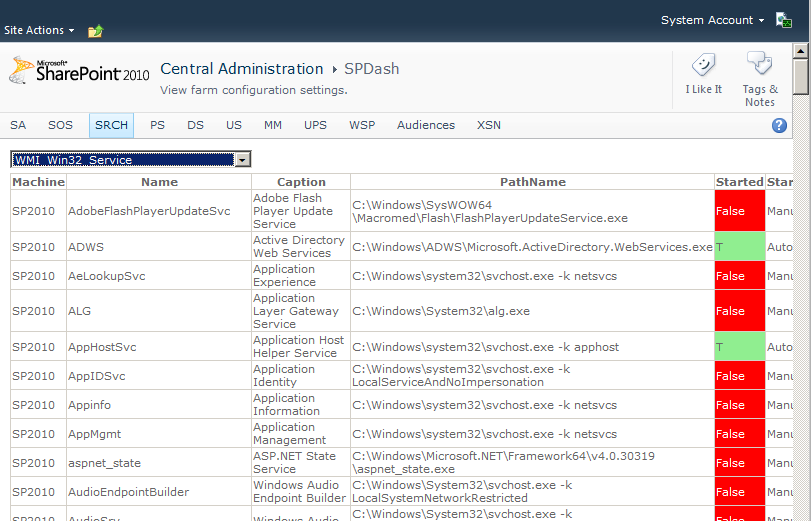 Site Actions
System Account
Microsoft®
SharePoint 2010
Central Administration ▸ SPDash
View farm configuration settings.
I Like It
Tags &
Notes
SA SOS SRCH PS DS US MM UPS WSP Audiences XSN
WMI_Win32_Service
Machine Name Caption PathName Started Star
SP2010 AdobeFlashPlayerUpdateSvc Adobe Flash
Player Update
Service
C:\Windows\SysWOW64
\Macromed\Flash\FlashPlayerUpdateService.exe
False Manu
SP2010 ADWS Active Directory
Web Services
C:\Windows\ADWS\Microsoft.ActiveDirectory.WebServices.exe T Auto
SP2010 AeLookupSvc Application
Experience
C:\Windows\system32\svchost.exe -k netsvcs False Manu
SP2010 ALG Application
Layer Gateway
Service
C:\Windows\System32\alg.exe False Manu
SP2010 AppHostSvc Application Host
Helper Service
C:\Windows\system32\svchost.exe -k apphost T Auto
SP2010 AppIDSvc Application
Identity
C:\Windows\system32\svchost.exe -k
LocalServiceAndNoImpersonation
False Manu
SP2010 Appinfo Application
Information
C:\Windows\system32\svchost.exe -k netsvcs False Manu
SP2010 AppMgmt Application
Management
C:\Windows\system32\svchost.exe -k netsvcs False Manu
SP2010 aspnet_state ASP.NET State
Service
C:\Windows\Microsoft.NET\Framework64\v4.0.30319
\aspnet_state.exe
False Manu
SP2010 AudioEndpointBuilder Windows Audio
Endpoint Builder
C:\Windows\System32\svchost.exe -k
LocalSystemNetworkRestricted
False Manu
Windows Audio
C:\Windows\System32\svchost.exe -k